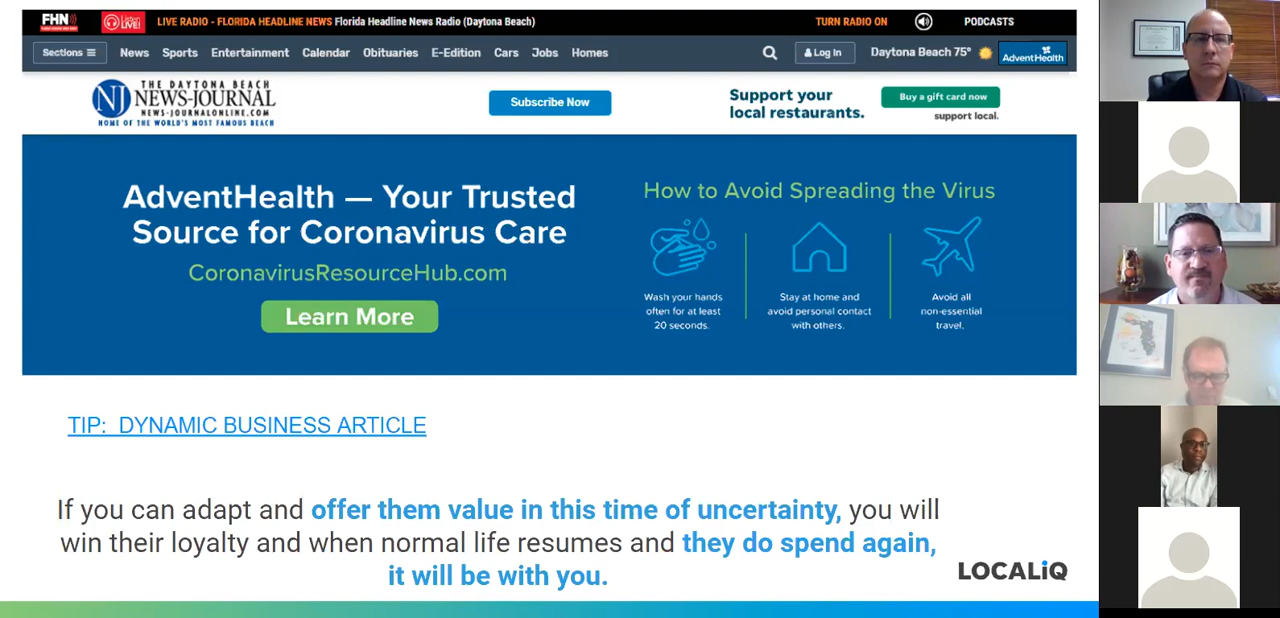 FHN
FLORIDA HEADLINE NEWS
Listen LIVE!
LIVE RADIO - FLORIDA HEADLINE NEWS Florida Headline News Radio (Daytona Beach)
TURN RADIO ON
PODCASTS
Sections
News
Sports
Entertainment
Calendar
Obituaries
E-Edition
Cars
Jobs
Homes
Log In
Daytona Beach 75°
AdventHealth
NJ
THE DAYTONA BEACH
NEWS-JOURNAL
NEWS-JOURNALONLINE.COM
HOME OF THE WORLD'S MOST FAMOUS BEACH
Subscribe Now
Support your
local restaurants.
Buy a gift card now
support local.
AdventHealth — Your Trusted
Source for Coronavirus Care
CoronavirusResourceHub.com
Learn More
How to Avoid Spreading the Virus
Wash your hands
often for at least
20 seconds.
Stay at home and
avoid personal contact
with others.
Avoid all
non-essential
travel.
TIP: DYNAMIC BUSINESS ARTICLE
If you can adapt and offer them value in this time of uncertainty, you will
win their loyalty and when normal life resumes and they do spend again,
it will be with you.
LOCALiQ